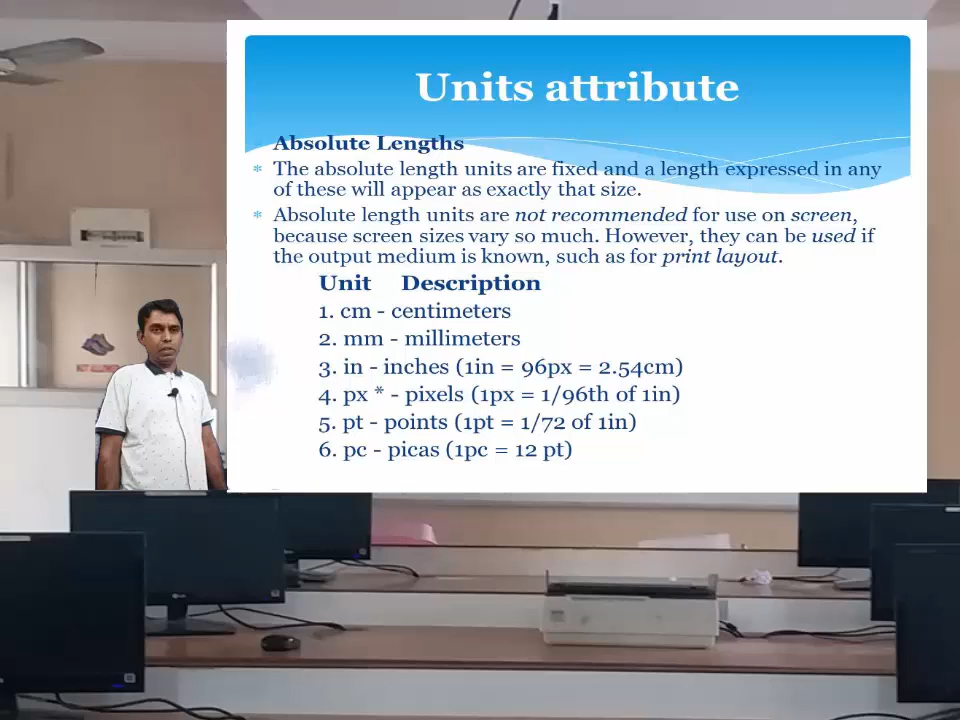 Units attribute
Absolute Lengths
* The absolute length units are fixed and a length expressed in any
of these will appear as exactly that size.
* Absolute length units are not recommended for use on screen,
because screen sizes vary so much. However, they can be used if
the output medium is known, such as for print layout.
Unit Description
1. cm - centimeters
2. mm - millimeters
3. in - inches (1in = 96px = 2.54cm)
4. px * - pixels (1px = 1/96th of 1in)
5. pt - points (1pt = 1/72 of 1in)
6. pc - picas (1pc = 12 pt)